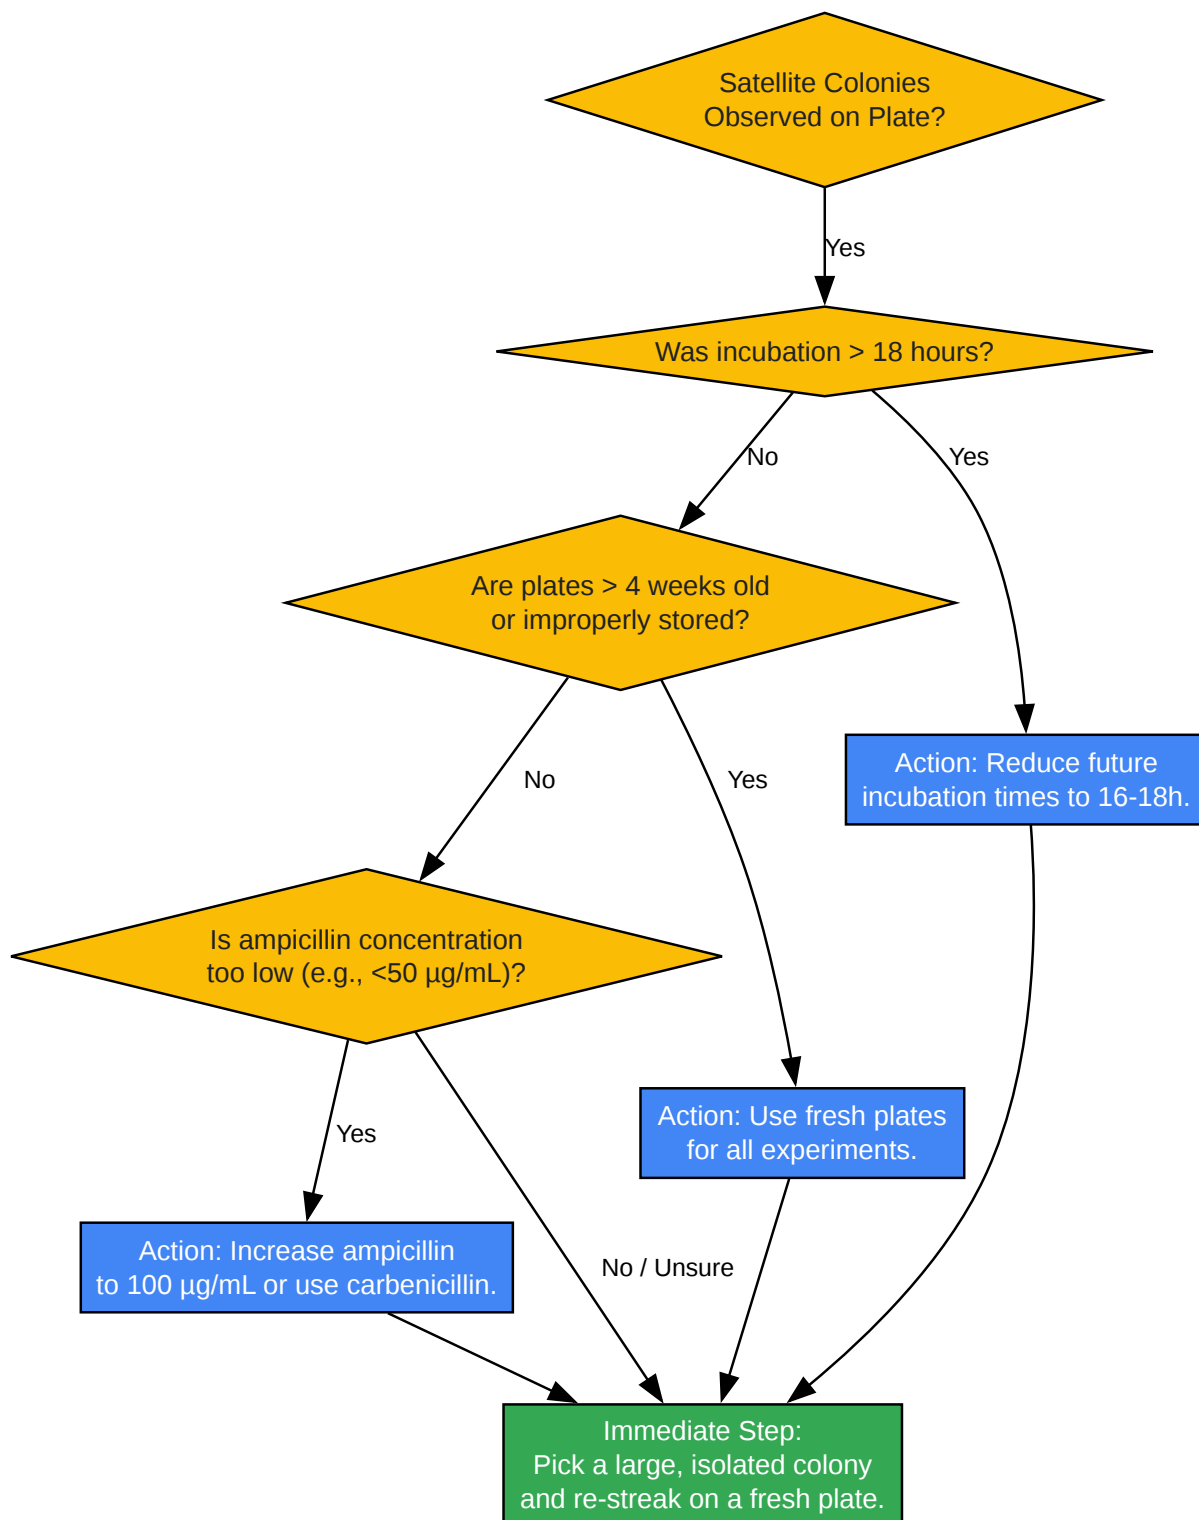 Satellite Colonies
Observed on Plate?
Yes
Was incubation > 18 hours?
No
Yes
Are plates > 4 weeks old
or improperly stored?
No
Yes
Action: Reduce future
incubation times to 16-18h.
Is ampicillin concentration
too low (e.g., <50 µg/mL)?
Yes
Action: Use fresh plates
for all experiments.
Action: Increase ampicillin
to 100 µg/mL or use carbenicillin.
No / Unsure
Immediate Step:
Pick a large, isolated colony
and re-streak on a fresh plate.